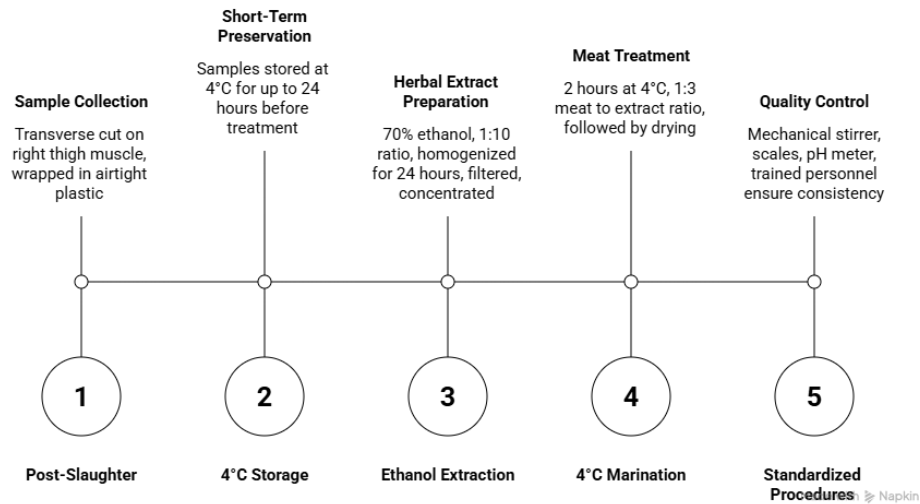 Sample Collection
Transverse cut on
right thigh muscle,
wrapped in airtight
plastic
Short-Term
Preservation
Samples stored at
4°C for up to 24
hours before
treatment
Herbal Extract
Preparation
70% ethanol, 1:10
ratio, homogenized
for 24 hours, filtered,
concentrated
Meat Treatment
2 hours at 4°C, 1:3
meat to extract ratio,
followed by drying
Quality Control
Mechanical stirrer,
scales, pH meter,
trained personnel
ensure consistency
1
2
3
4
5
Post-Slaughter
4°C Storage
Ethanol Extraction
4°C Marination
Standardized
Procedures
Napkin